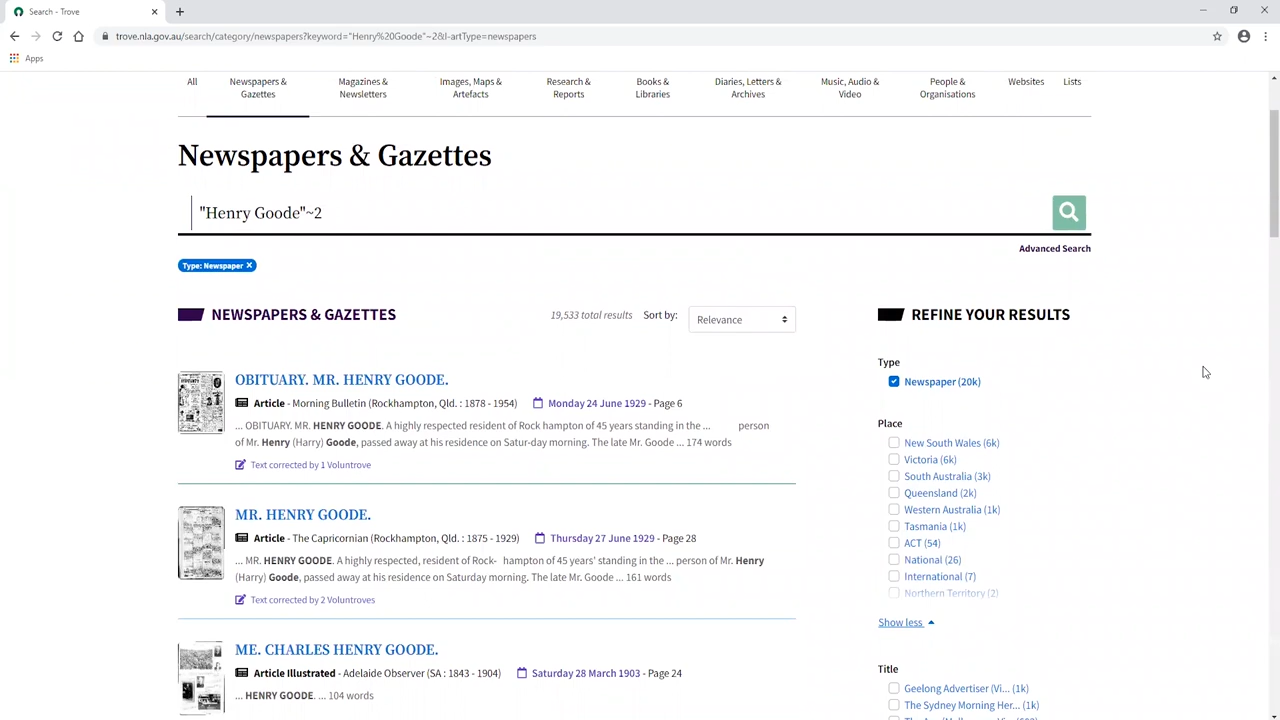 Search - Trove
trove.nla.gov.au/search/category/newspapers?keyword="Henry%20Goode"~2&l-artType=newspapers
Apps
All Newspapers & Gazettes Magazines & Newsletters Images, Maps & Artefacts Research & Reports Books & Libraries Diaries, Letters & Archives Music, Audio & Video People & Organisations Websites Lists
Newspapers & Gazettes
"Henry Goode"~2
Advanced Search
Type: Newspaper ×
NEWSPAPERS & GAZETTES 19,533 total results Sort by: Relevance
OBITUARY. MR. HENRY GOODE.
Article - Morning Bulletin (Rockhampton, Qld. : 1878 - 1954) Monday 24 June 1929 - Page 6
... OBITUARY. MR. HENRY GOODE. A highly respected resident of Rock hampton of 45 years standing in the ... person
of Mr. Henry (Harry) Goode, passed away at his residence on Satur-day morning. The late Mr. Goode ... 174 words
Text corrected by 1 Voluntrove
MR. HENRY GOODE.
Article - The Capricornian (Rockhampton, Qld. : 1875 - 1929) Thursday 27 June 1929 - Page 28
... MR. HENRY GOODE. A highly respected, resident of Rock- hampton of 45 years' standing in the ... person of Mr. Henry
(Harry) Goode, passed away at his residence on Saturday morning. The late Mr. Goode ... 161 words
Text corrected by 2 Voluntroves
ME. CHARLES HENRY GOODE.
Article Illustrated - Adelaide Observer (SA : 1843 - 1904) Saturday 28 March 1903 - Page 24
... HENRY GOODE. ... 104 words
REFINE YOUR RESULTS
Type
Newspaper (20k)
Place
New South Wales (6k)
Victoria (6k)
South Australia (3k)
Queensland (2k)
Western Australia (1k)
Tasmania (1k)
ACT (54)
National (26)
International (7)
Northern Territory (2)
Show less
Title
Geelong Advertiser (Vi... (1k)
The Sydney Morning Her... (1k)